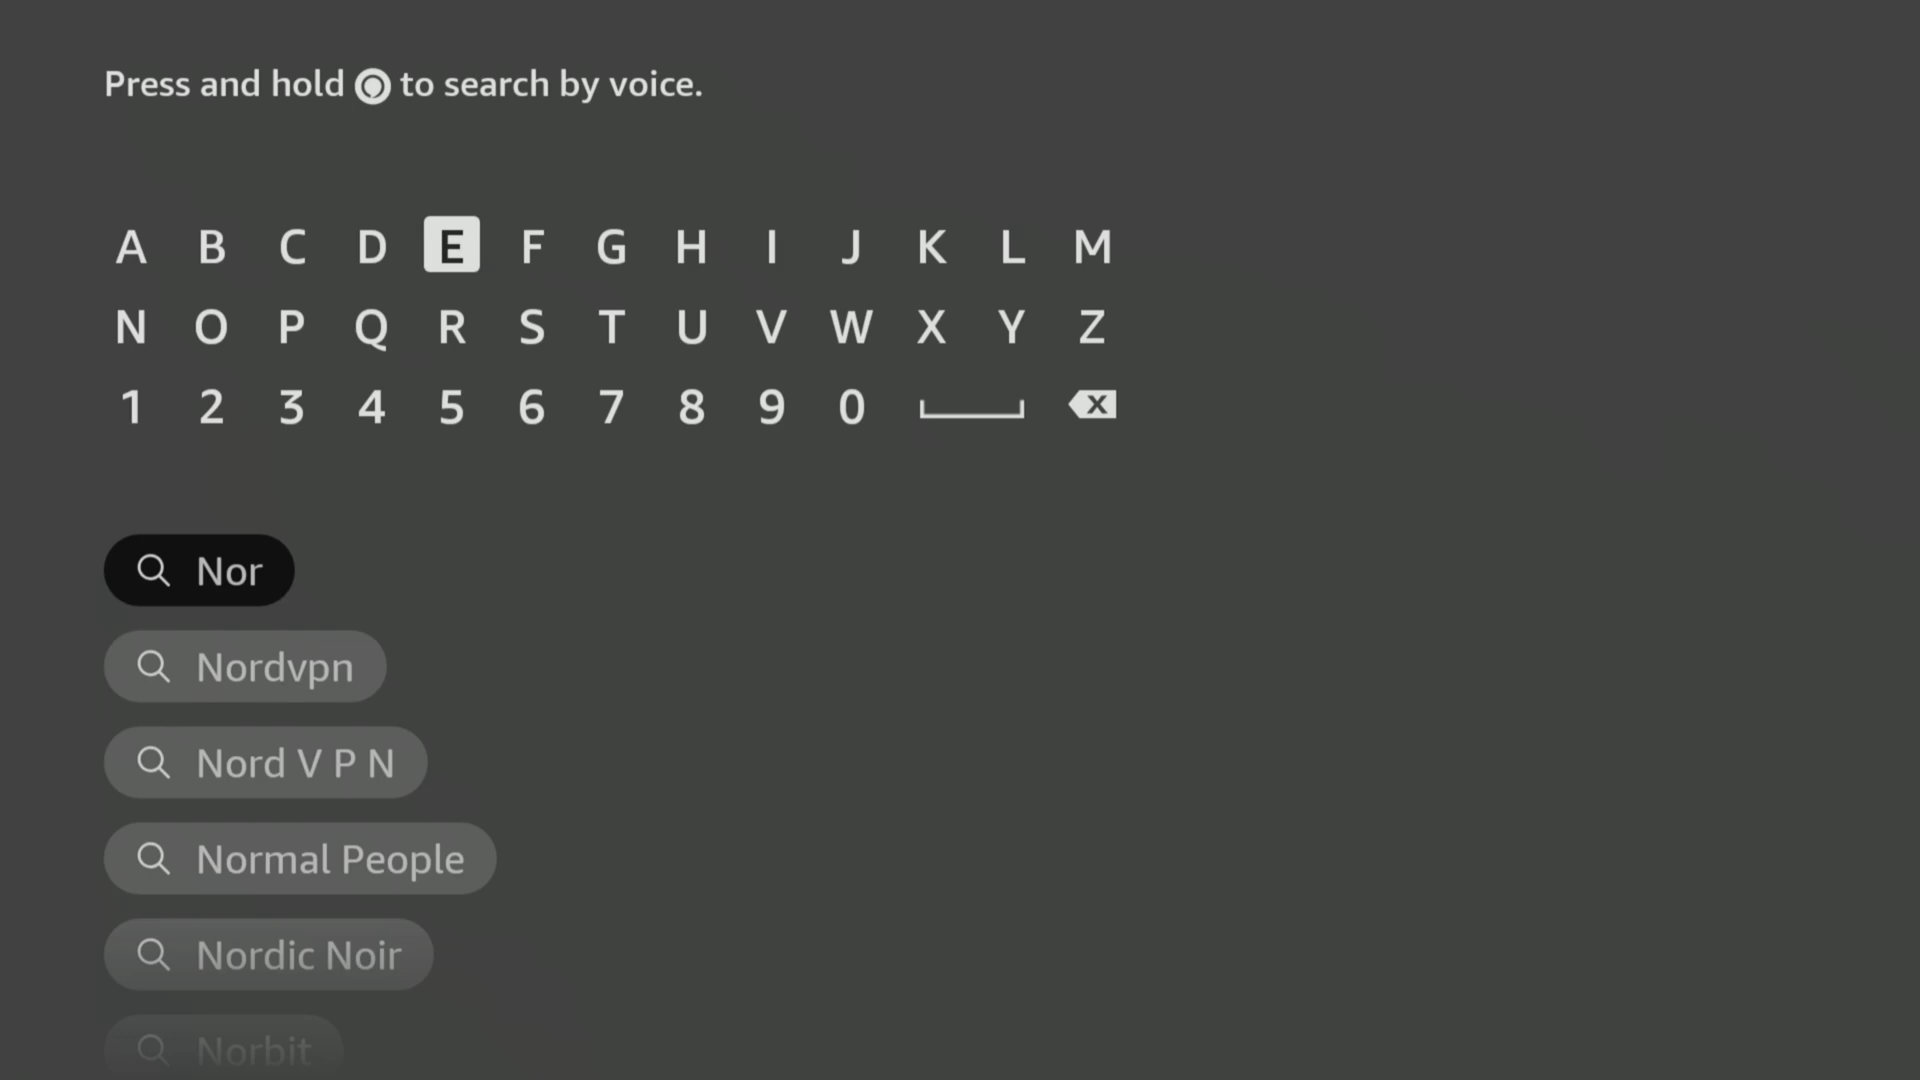 Press and hold to search by voice.
A B C D E F G H I J K L M
N O P Q R S T U V W X Y Z
1 2 3 4 5 6 7 8 9 0
Nor
Nordvpn
Nord V P N
Normal People
Nordic Noir
Norbit